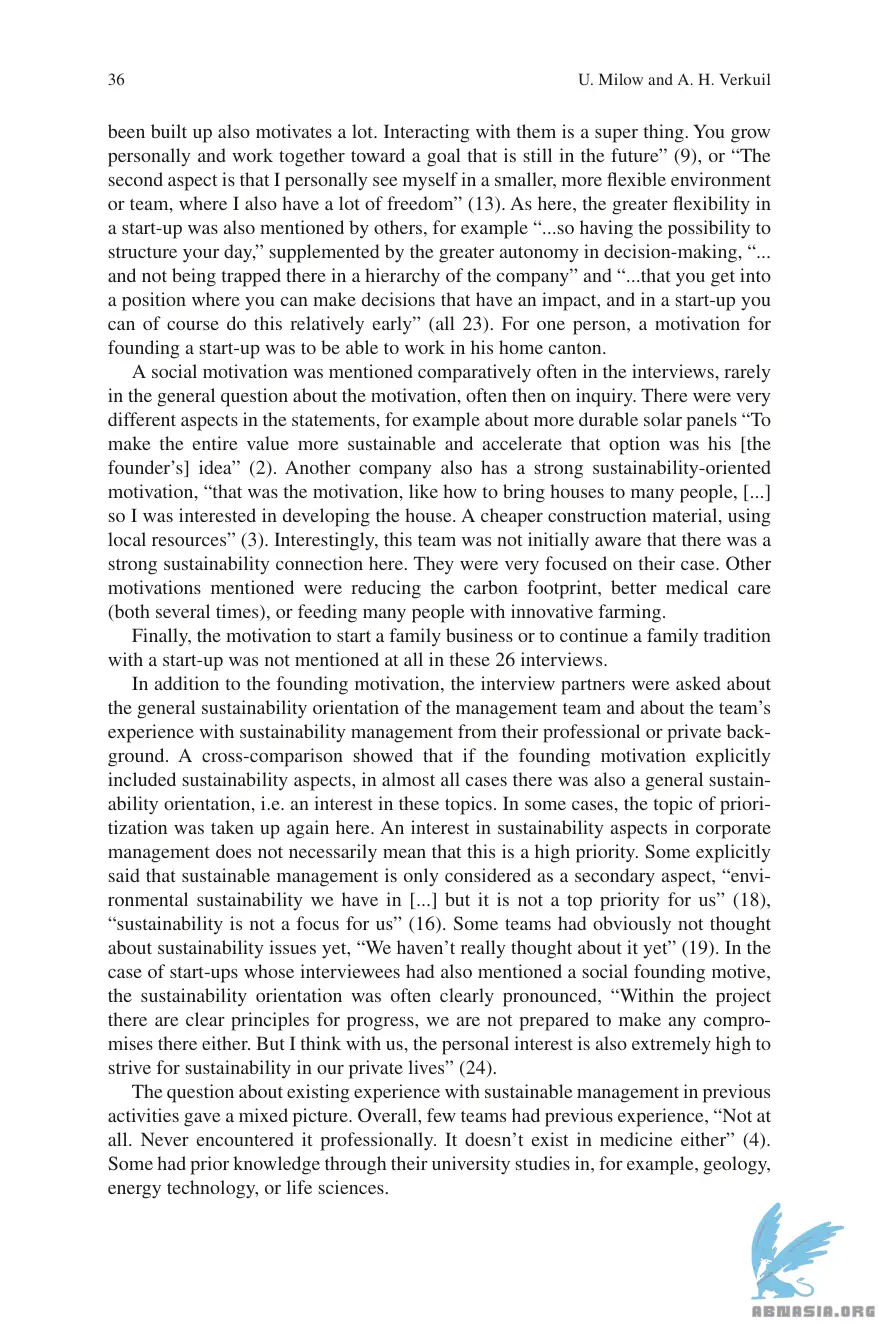 36
U. Milow and A. H. Verkuil
been built up also motivates a lot. Interacting with them is a super thing. You grow
personally and work together toward a goal that is still in the future” (9), or “The
second aspect is that I personally see myself in a smaller, more flexible environment
or team, where I also have a lot of freedom” (13). As here, the greater flexibility in
a start-up was also mentioned by others, for example “...so having the possibility to
structure your day,” supplemented by the greater autonomy in decision-making, “...
and not being trapped there in a hierarchy of the company” and “...that you get into
a position where you can make decisions that have an impact, and in a start-up you
can of course do this relatively early” (all 23). For one person, a motivation for
founding a start-up was to be able to work in his home canton.
A social motivation was mentioned comparatively often in the interviews, rarely
in the general question about the motivation, often then on inquiry. There were very
different aspects in the statements, for example about more durable solar panels “To
make the entire value more sustainable and accelerate that option was his [the
founder’s] idea” (2). Another company also has a strong sustainability-oriented
motivation, “that was the motivation, like how to bring houses to many people, [...]
so I was interested in developing the house. A cheaper construction material, using
local resources” (3). Interestingly, this team was not initially aware that there was a
strong sustainability connection here. They were very focused on their case. Other
motivations mentioned were reducing the carbon footprint, better medical care
(both several times), or feeding many people with innovative farming.
Finally, the motivation to start a family business or to continue a family tradition
with a start-up was not mentioned at all in these 26 interviews.
In addition to the founding motivation, the interview partners were asked about
the general sustainability orientation of the management team and about the team’s
experience with sustainability management from their professional or private back-
ground. A cross-comparison showed that if the founding motivation explicitly
included sustainability aspects, in almost all cases there was also a general sustain-
ability orientation, i.e. an interest in these topics. In some cases, the topic of priori-
tization was taken up again here. An interest in sustainability aspects in corporate
management does not necessarily mean that this is a high priority. Some explicitly
said that sustainable management is only considered as a secondary aspect, “envi-
ronmental sustainability we have in [...] but it is not a top priority for us” (18),
“sustainability is not a focus for us” (16). Some teams had obviously not thought
about sustainability issues yet, “We haven’t really thought about it yet” (19). In the
case of start-ups whose interviewees had also mentioned a social founding motive,
the sustainability orientation was often clearly pronounced, “Within the project
there are clear principles for progress, we are not prepared to make any compro-
mises there either. But I think with us, the personal interest is also extremely high to
strive for sustainability in our private lives” (24).
The question about existing experience with sustainable management in previous
activities gave a mixed picture. Overall, few teams had previous experience, “Not at
all. Never encountered it professionally. It doesn’t exist in medicine either” (4).
Some had prior knowledge through their university studies in, for example, geology,
energy technology, or life sciences.
ABNASIA.ORG